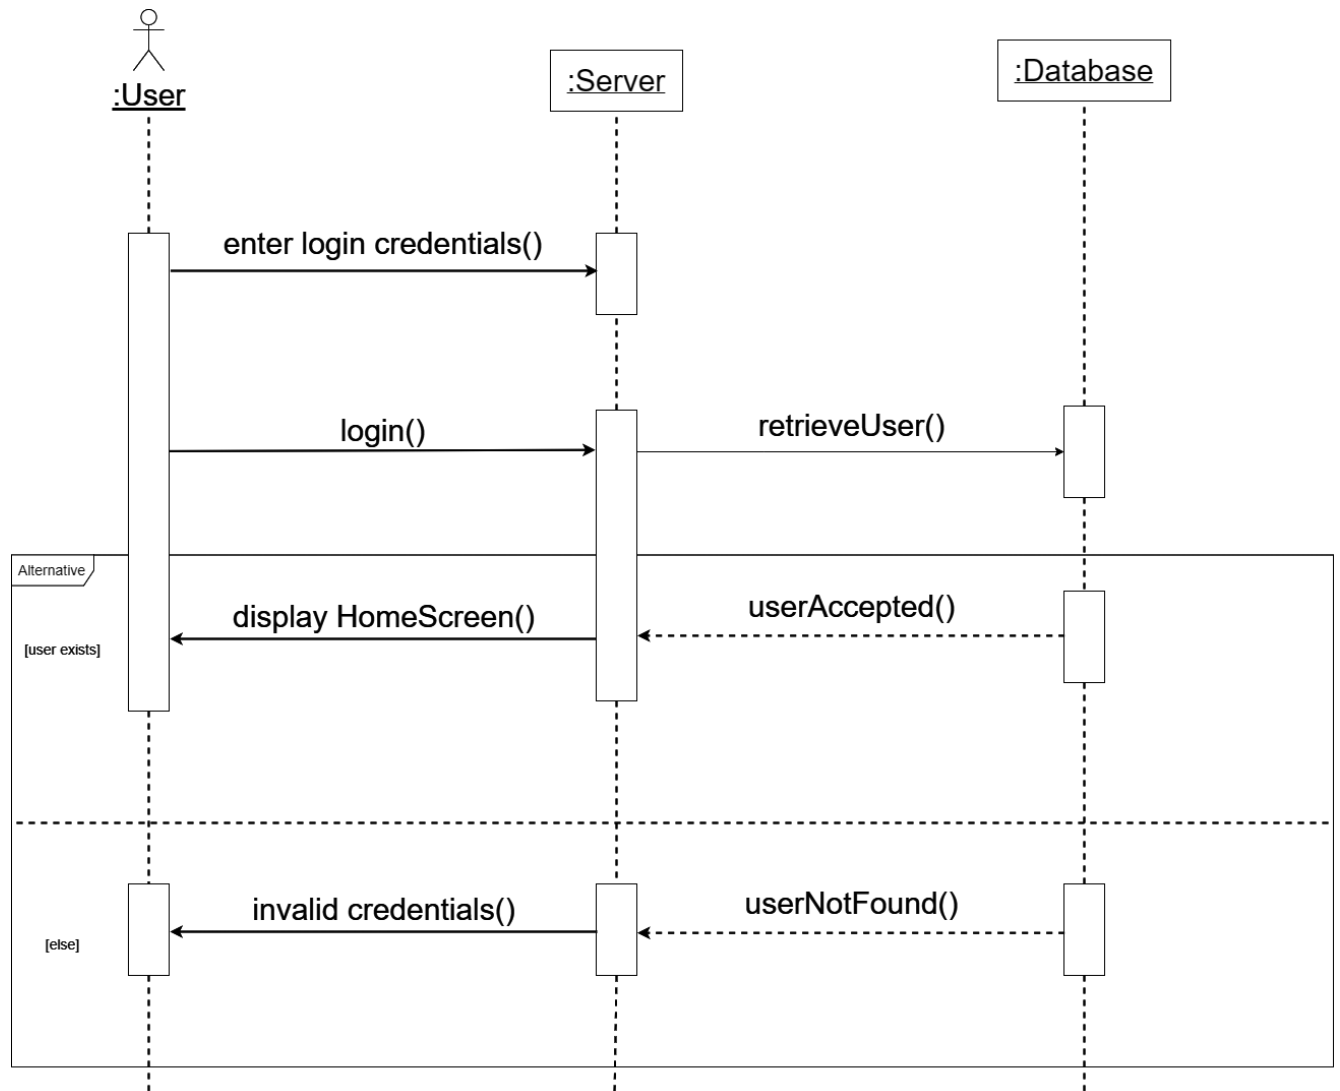 :User
:Server
:Database
enter login credentials()
login()
retrieveUser()
Alternative
[user exists]
display HomeScreen()
userAccepted()
[else]
invalid credentials()
userNotFound()